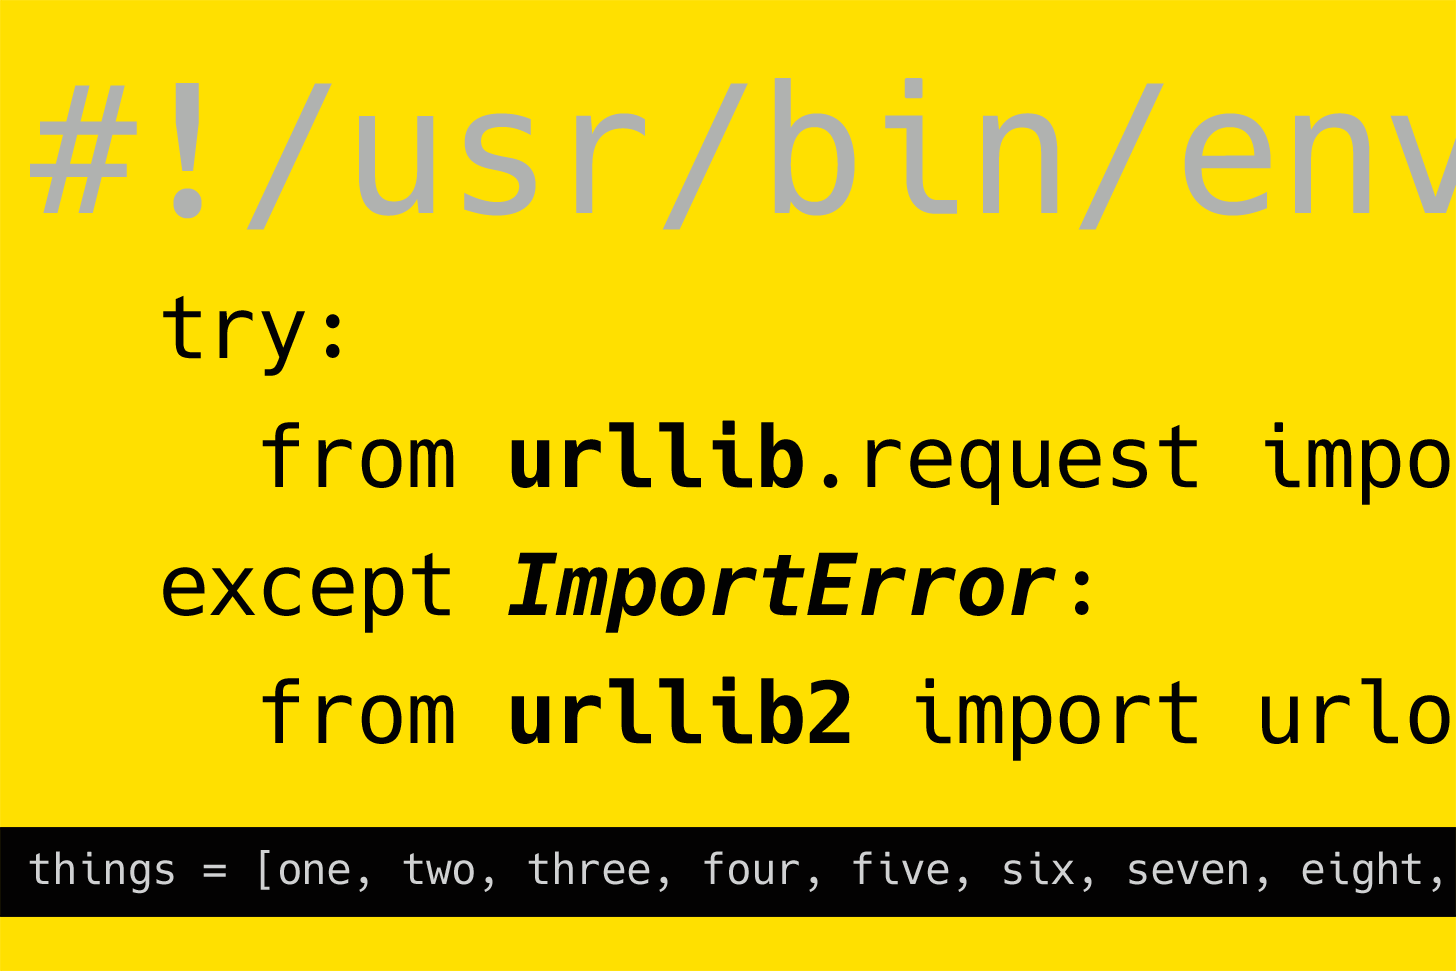 #!/usr/bin/env
try:
from urllib.request impo
except ImportError:
from urllib2 import urlo
things = [one, two, three, four, five, six, seven, eight,